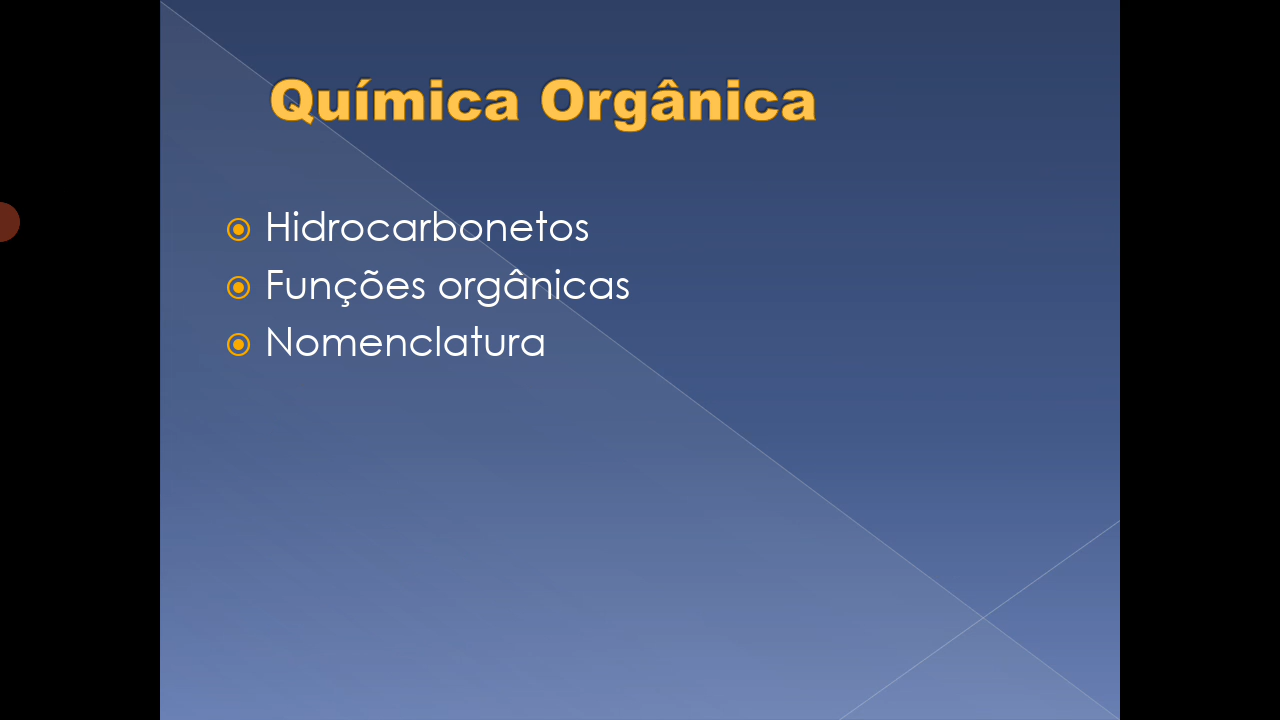 Química Orgânica
Hidrocarbonetos
Funções orgânicas
Nomenclatura